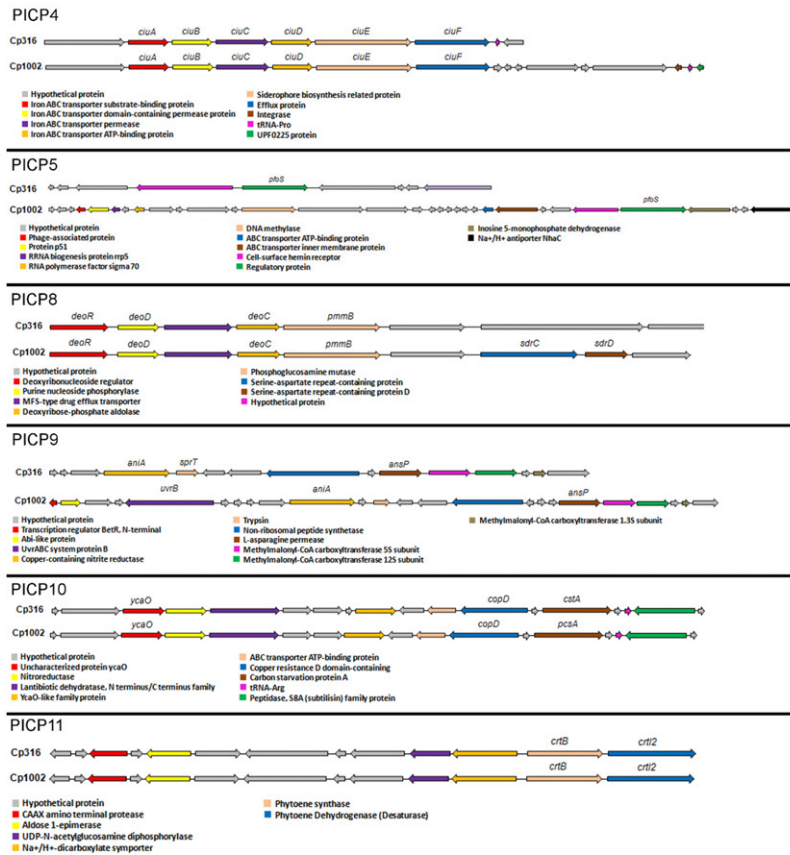 PICP4
ciuA ciuB ciuC ciuD ciuE ciuF
Cp316
ciuA ciuB ciuC ciuD ciuE ciuF
Cp1002
Hypothetical protein
Iron ABC transporter substrate-binding protein
Iron ABC transporter domain-containing permease protein
Iron ABC transporter permease
Iron ABC transporter ATP-binding protein
Siderophore biosynthesis related protein
Efflux protein
Integrase
tRNA-Pro
UPF0225 protein
PICP5
pfoS
Cp316
pfoS
Cp1002
Hypothetical protein
Phage-associated protein
Protein pS1
RRNA biogenesis protein rrp5
RNA polymerase factor sigma 70
DNA methylase
ABC transporter ATP-binding protein
ABC transporter inner membrane protein
Cell-surface hemin receptor
Regulatory protein
Inosine 5-monophosphate dehydrogenase
Na+/H+ antiporter NhaC
PICP8
deoR deoD deoC pmmB
Cp316
deoR deoD deoC pmmB sdrC sdrD
Cp1002
Hypothetical protein
Deoxyribonucleoside regulator
Purine nucleoside phosphorylase
MFS-type drug efflux transporter
Deoxyribose-phosphate aldolase
Phosphoglucosamine mutase
Serine-aspartate repeat-containing protein
Serine-aspartate repeat-containing protein D
Hypothetical protein
PICP9
aniA sprT ansP
Cp316
uvrB aniA ansP
Cp1002
Hypothetical protein
Transcription regulator BetR, N-terminal
Abi-like protein
UvrABC system protein B
Copper-containing nitrite reductase
Trypsin
Non-ribosomal peptide synthetase
L-asparagine permease
Methylmalonyl-CoA carboxyltransferase 5S subunit
Methylmalonyl-CoA carboxyltransferase 12S subunit
Methylmalonyl-CoA carboxyltransferase 1.3S subunit
PICP10
ycaO copD cstA
Cp316
ycaO copD pcsA
Cp1002
Hypothetical protein
Uncharacterized protein ycaO
Nitroreductase
Lantibiotic dehydratase, N terminus/C terminus family
YcaO-like family protein
ABC transporter ATP-binding protein
Copper resistance D domain-containing
Carbon starvation protein A
tRNA-Arg
Peptidase, S8A (subtilisin) family protein
PICP11
crtB crtI2
Cp316
crtB crtI2
Cp1002
Hypothetical protein
CAAX amino terminal protease
Aldose 1-epimerase
UDP-N-acetylglucosamine diphosphorylase
Na+/H+-dicarboxylate symporter
Phytoene synthase
Phytoene Dehydrogenase (Desaturase)